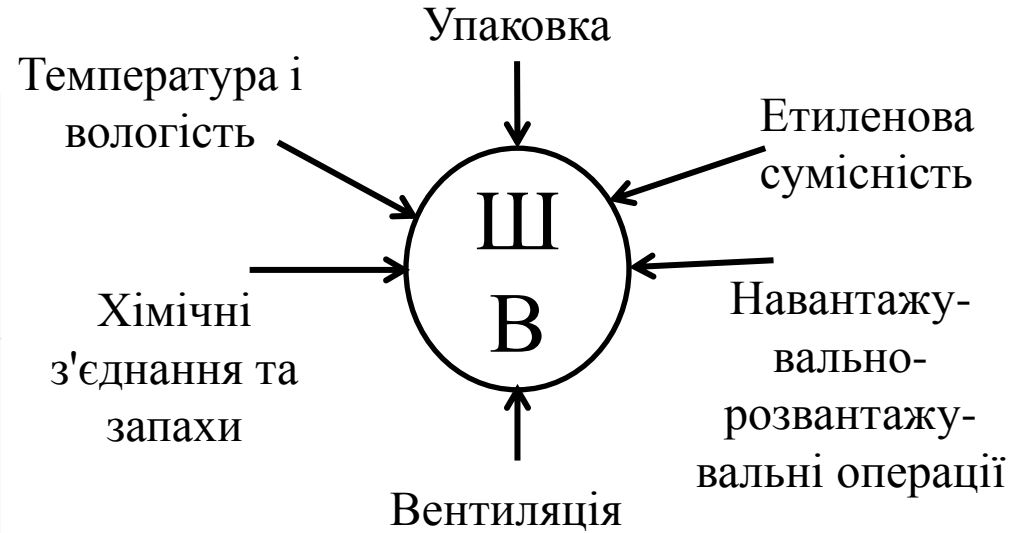 Упаковка
Температура і
вологість
Етиленова
сумісність
Ш
В
Хімічні
з'єднання та
запахи
Навантажу-
вально-
розвантажу-
вальні операції
Вентиляція